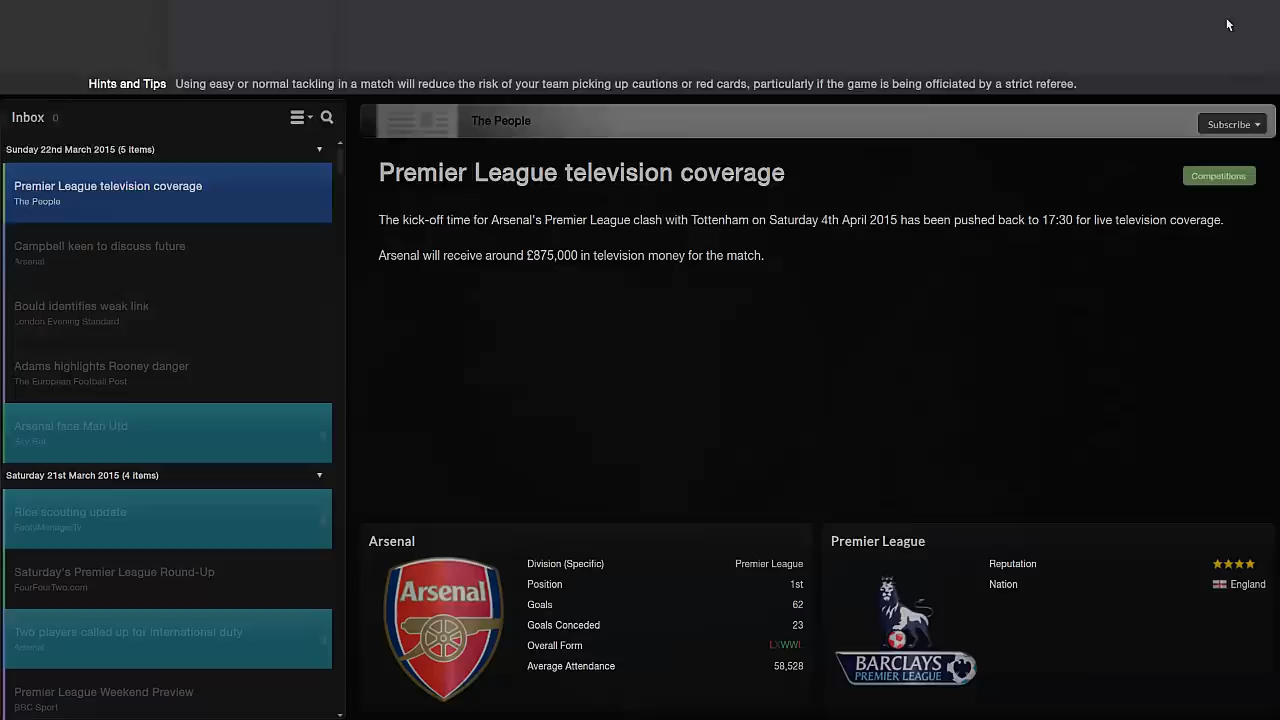 Hints and Tips Using easy or normal tackling in a match will reduce the risk of your team picking up cautions or red cards, particularly if the game is being officiated by a strict referee.
Inbox 0
The People
Subscribe
Sunday 22nd March 2015 (5 items)
Premier League television coverage
The People
Campbell keen to discuss future
Arsenal
Bould identifies weak link
London Evening Standard
Adams highlights Rooney danger
The European Football Post
Arsenal face Man Utd
Sky Bet
Saturday 21st March 2015 (4 items)
Rice scouting update
FootyManagerTv
Saturday's Premier League Round-Up
FourFourTwo.com
Two players called up for international duty
Arsenal
Premier League Weekend Preview
BBC Sport
Premier League television coverage
Competitions
The kick-off time for Arsenal's Premier League clash with Tottenham on Saturday 4th April 2015 has been pushed back to 17:30 for live television coverage.
Arsenal will receive around £875,000 in television money for the match.
Arsenal
Arsenal
Division (Specific) Premier League
Position 1st
Goals 62
Goals Conceded 23
Overall Form LXWWL
Average Attendance 58,528
Premier League
BARCLAYS
PREMIER LEAGUE
Reputation
Nation England